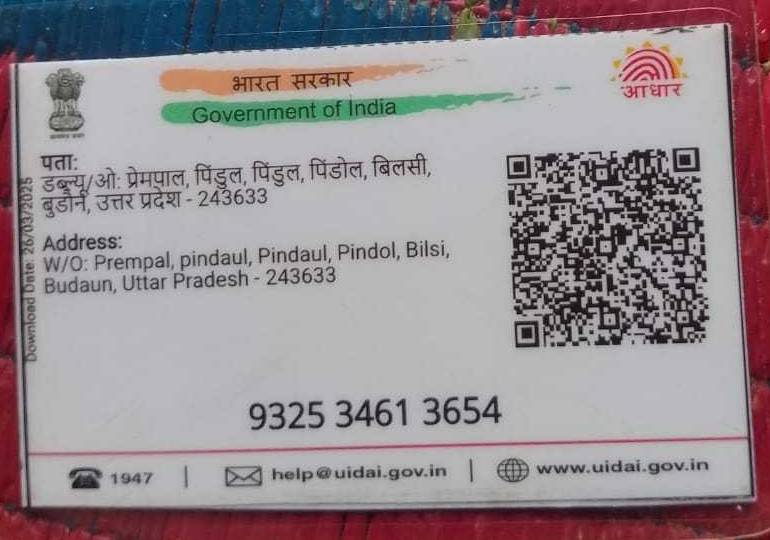 भारत सरकार
Government of India
आधार
पता:
डब्ल्यू/ओ: प्रेमपाल, पिंडुल, पिंडुल, पिंडोल, बिलसी,
बुडौन, उत्तर प्रदेश - 243633
Address:
W/O: Prempal, pindaul, Pindaul, Pindol, Bilsi,
Budaun, Uttar Pradesh - 243633
Download Date: 26/03/2025
9325 3461 3654
1947 | help@uidai.gov.in | www.uidai.gov.in